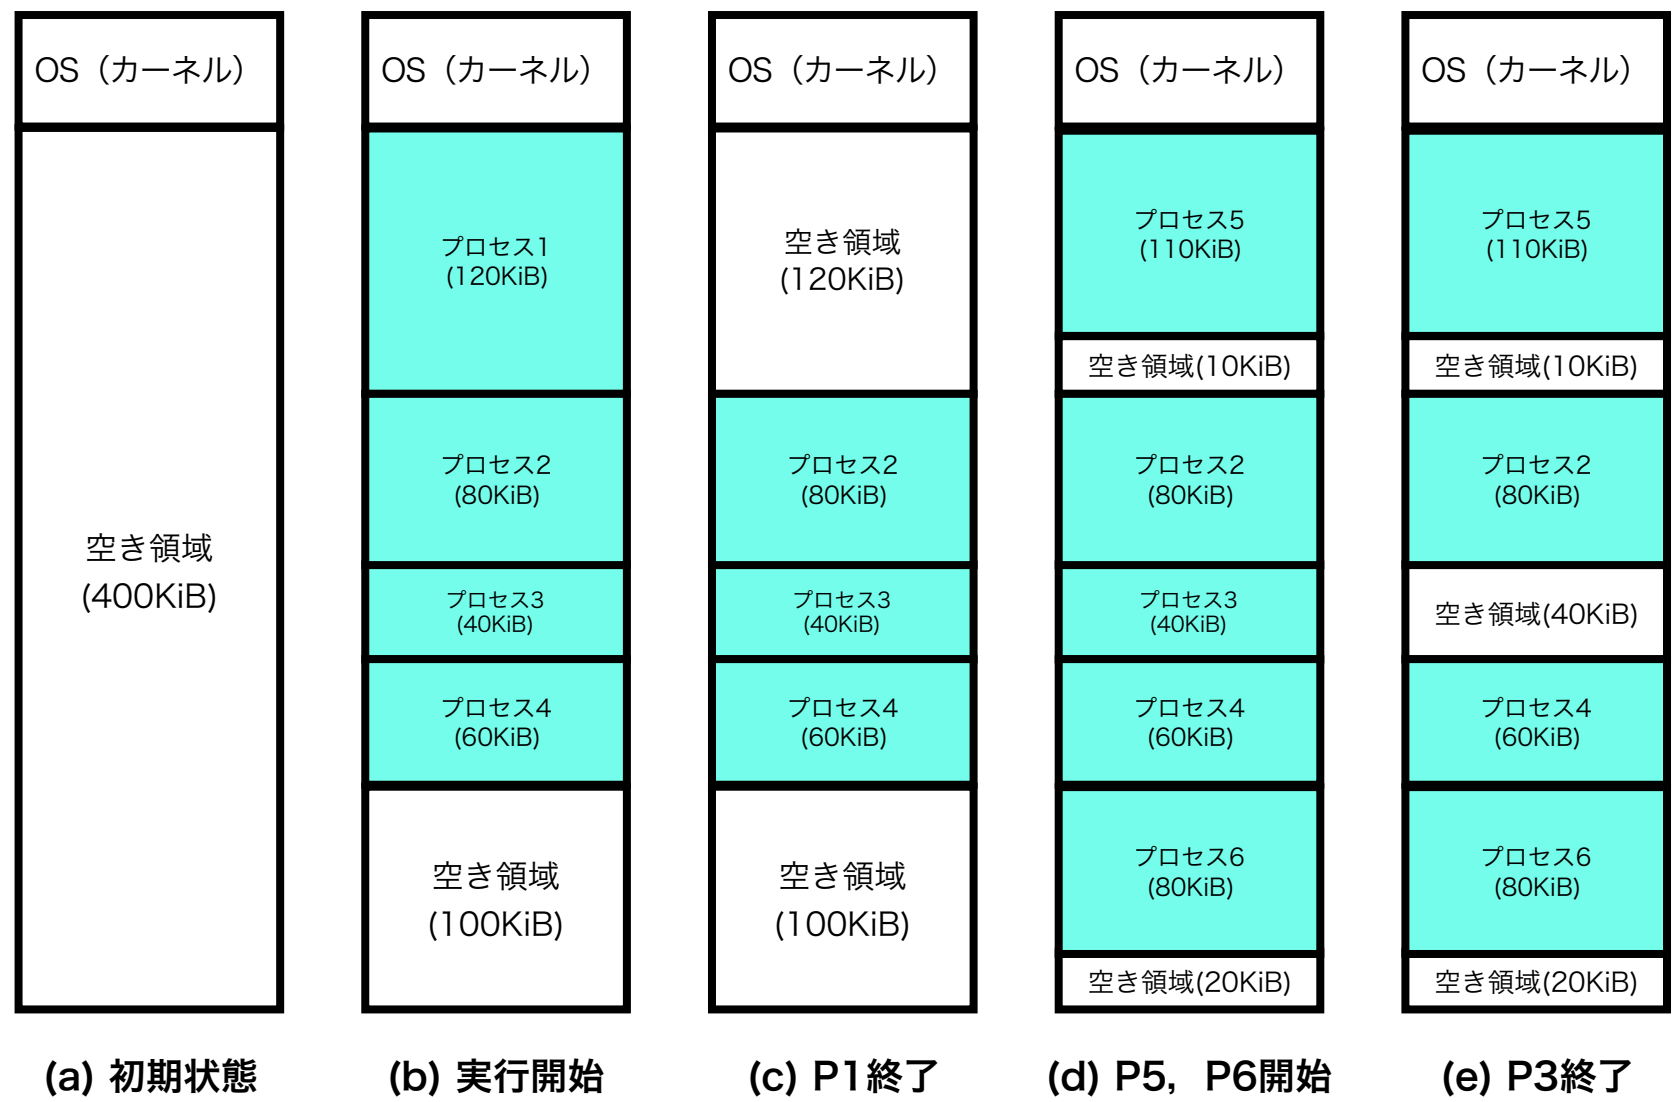 OS（カーネル）
空き領域
(400KiB)
(a) 初期状態
OS（カーネル）
プロセス1
(120KiB)
プロセス2
(80KiB)
プロセス3
(40KiB)
プロセス4
(60KiB)
空き領域
(100KiB)
(b) 実行開始
OS（カーネル）
空き領域
(120KiB)
プロセス2
(80KiB)
プロセス3
(40KiB)
プロセス4
(60KiB)
空き領域
(100KiB)
(c) P1終了
OS（カーネル）
プロセス5
(110KiB)
空き領域(10KiB)
プロセス2
(80KiB)
プロセス3
(40KiB)
プロセス4
(60KiB)
プロセス6
(80KiB)
空き領域(20KiB)
(d) P5，P6開始
OS（カーネル）
プロセス5
(110KiB)
空き領域(10KiB)
プロセス2
(80KiB)
空き領域(40KiB)
プロセス4
(60KiB)
プロセス6
(80KiB)
空き領域(20KiB)
(e) P3終了